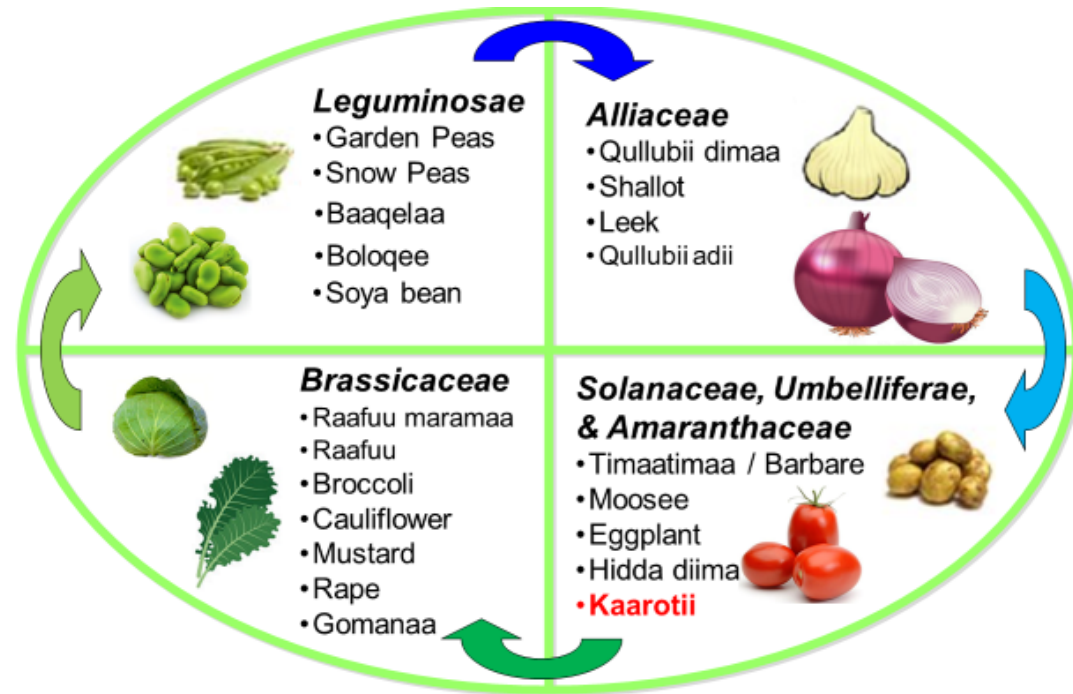 Leguminosae
•Garden Peas
•Snow Peas
•Baaqelaa
•Boloqee
•Soya bean
Alliaceae
•Qullubii dimaa
•Shallot
•Leek
•Qullubii adii
Brassicaceae
•Raafuu maramaa
•Raafuu
•Broccoli
•Cauliflower
•Mustard
•Rape
•Gomanaa
Solanaceae, Umbelliferae,
& Amaranthaceae
•Timaatimaa / Barbare
•Moosee
•Eggplant
•Hidda diima
•Kaarotii